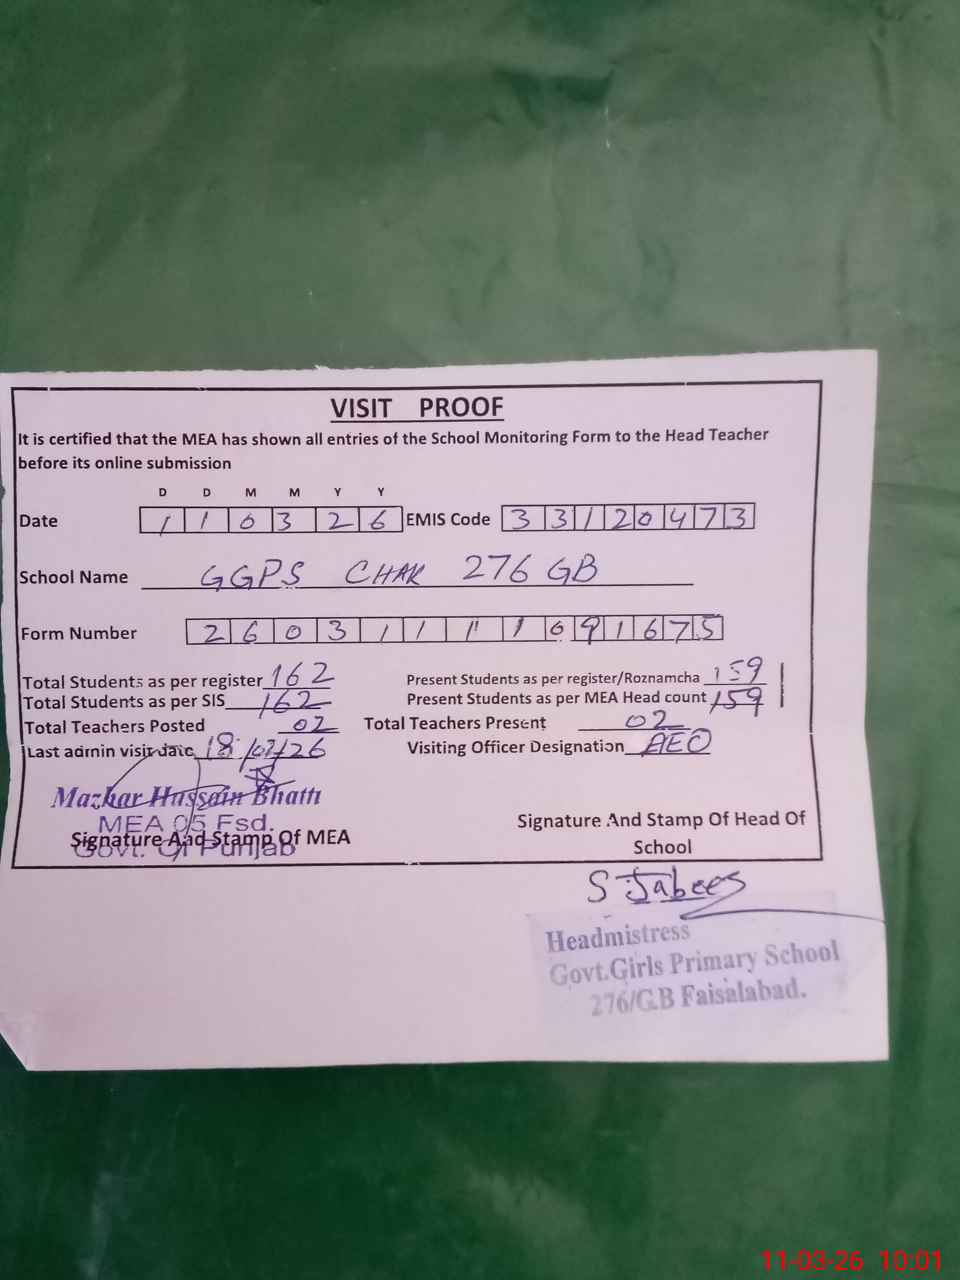 VISIT PROOF
It is certified that the MEA has shown all entries of the School Monitoring Form to the Head Teacher
before its online submission
D D M M Y Y
Date 1 1 0 3 2 6 EMIS Code 3 3 1 2 0 4 7 3
School Name GGPS CHAK 276 GB
Form Number 2 6 0 3 1 1 1 1 0 9 1 6 7 5
Total Students as per register 162 Present Students as per register/Roznamcha 159
Total Students as per SIS 162 Present Students as per MEA Head count 159
Total Teachers Posted 02 Total Teachers Present 02
Last admin visit date 18/02/26 Visiting Officer Designation AEO
Mazhar Hussain Bhatti
MEA 05 Fsd.
Govt. Of Punjab
Signature And Stamp Of MEA
Signature And Stamp Of Head Of
School
S Jabees
Headmistress
Govt.Girls Primary School
276/G.B Faisalabad.
11-03-26 10:01